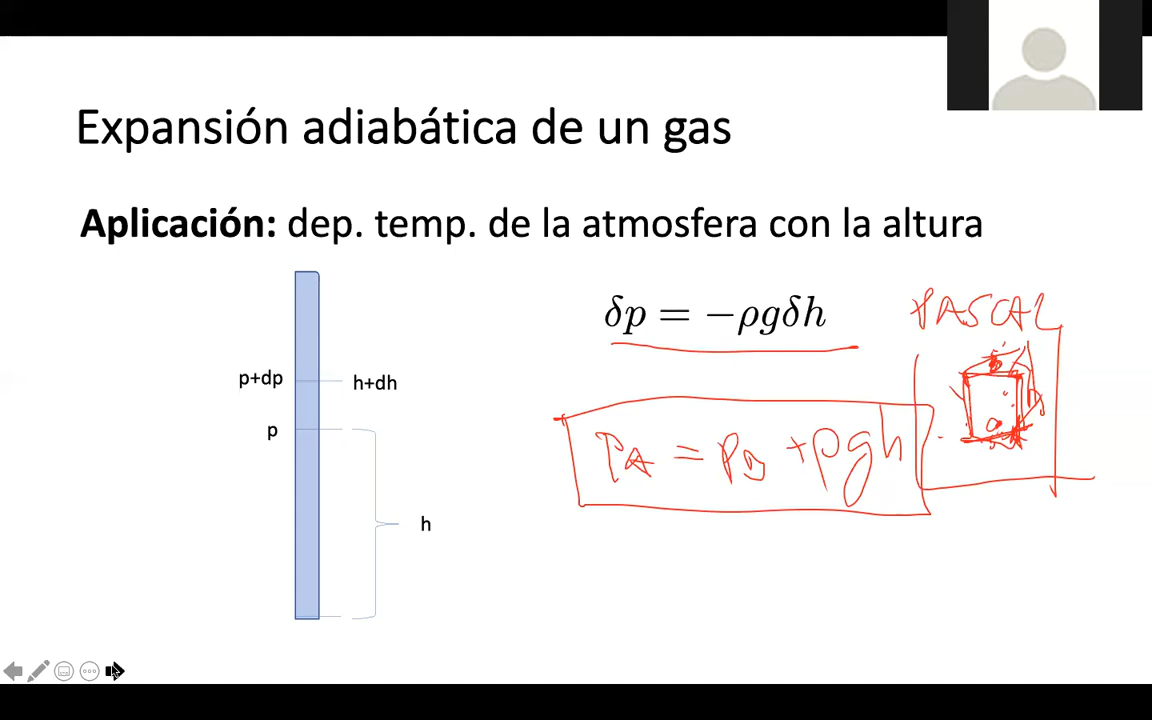 Expansión adiabática de un gas
Aplicación: dep. temp. de la atmosfera con la altura
δp = −ρgδh
PASCAL
p+dp
h+dh
p
pA = pB + ρgh
h